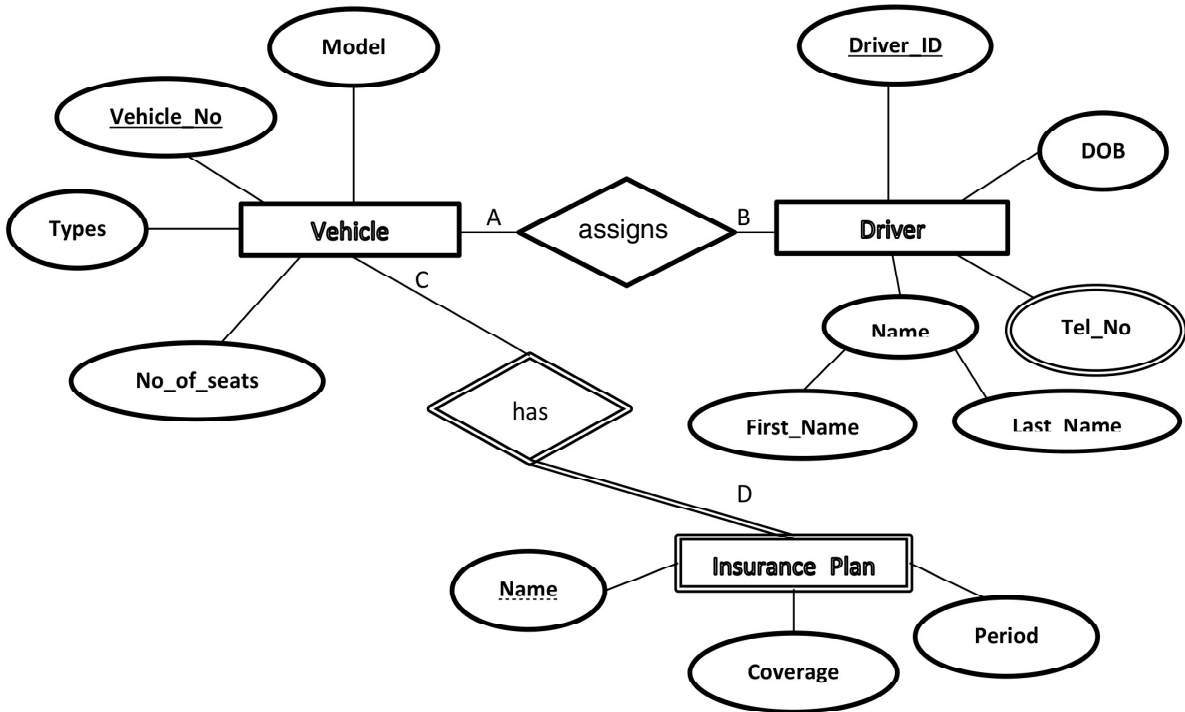 Model
Driver_ID
Vehicle_No
DOB
Types
Vehicle
A
assigns
B
Driver
C
Name
Tel_No
No_of_seats
has
First_Name
Last_Name
D
Insurance Plan
Name
Period
Coverage